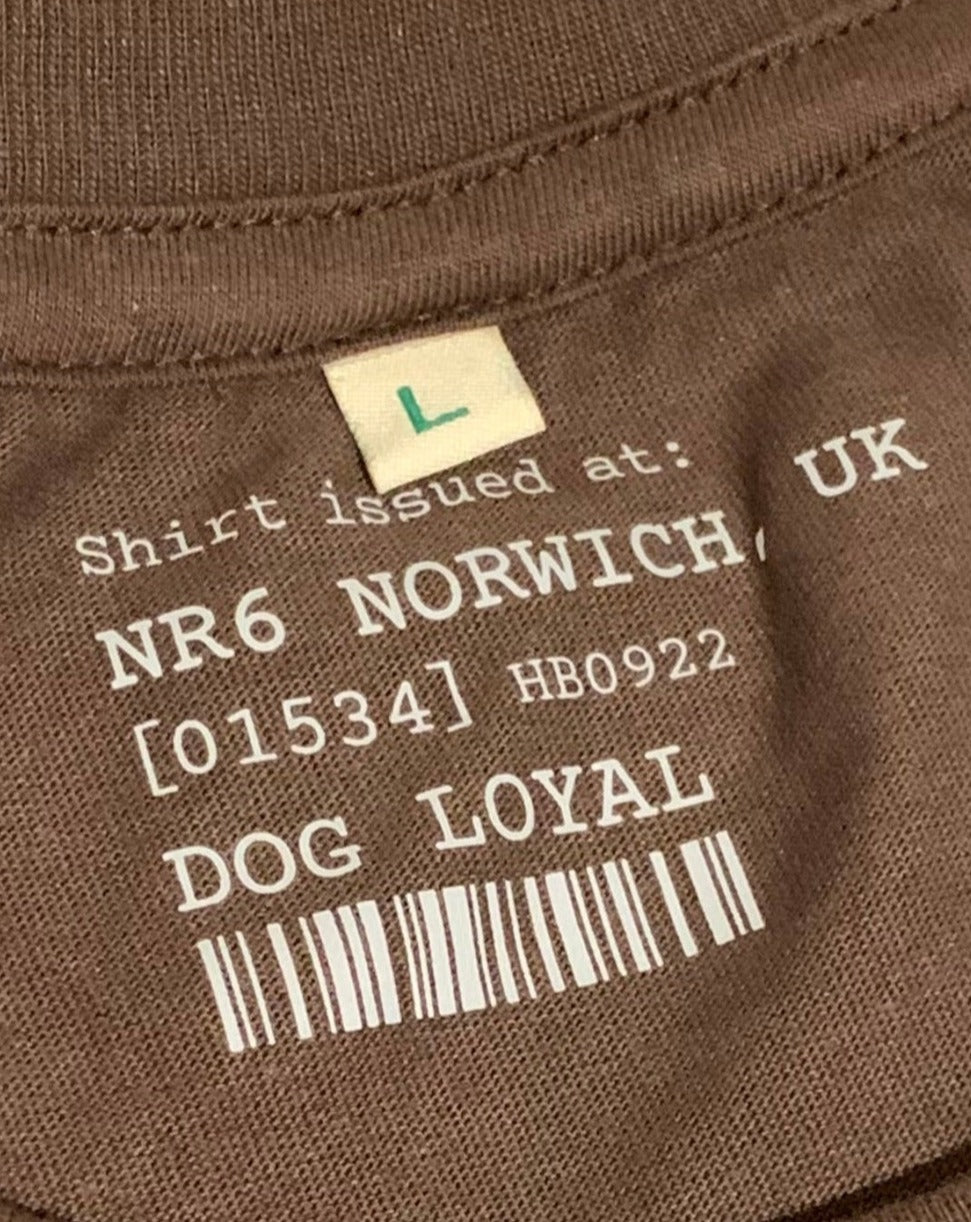 L
Shirt issued at:
NR6 NORWICH, UK
[01534] HB0922
DOG LOYAL